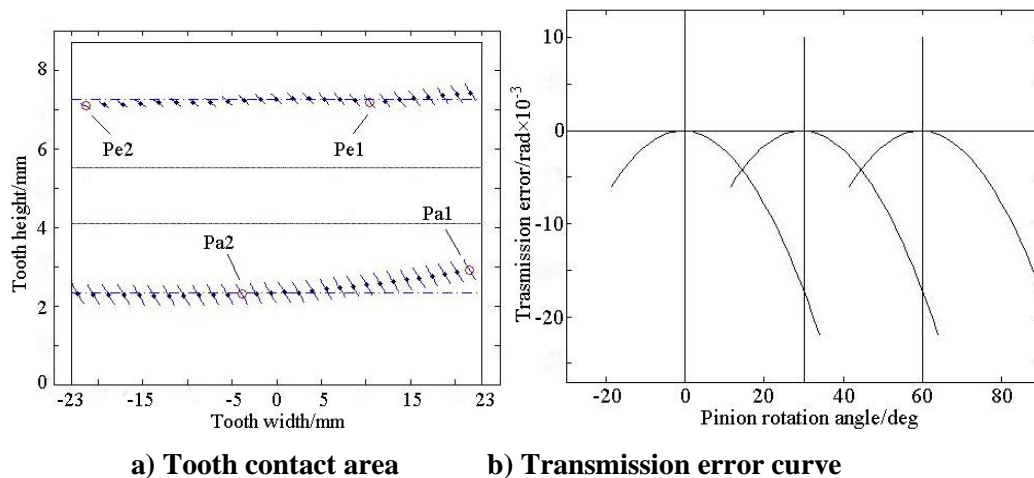 8
6
4
2
0
Tooth height/mm
Pe2
Pe1
Pa2
Pa1
-23 -15 -5 0 5 15 23
Tooth width/mm
10
0
-10
-20
Trasmission error/rad×10⁻³
-20 0 20 40 60 80
Pinion rotation angle/deg
a) Tooth contact area b) Transmission error curve